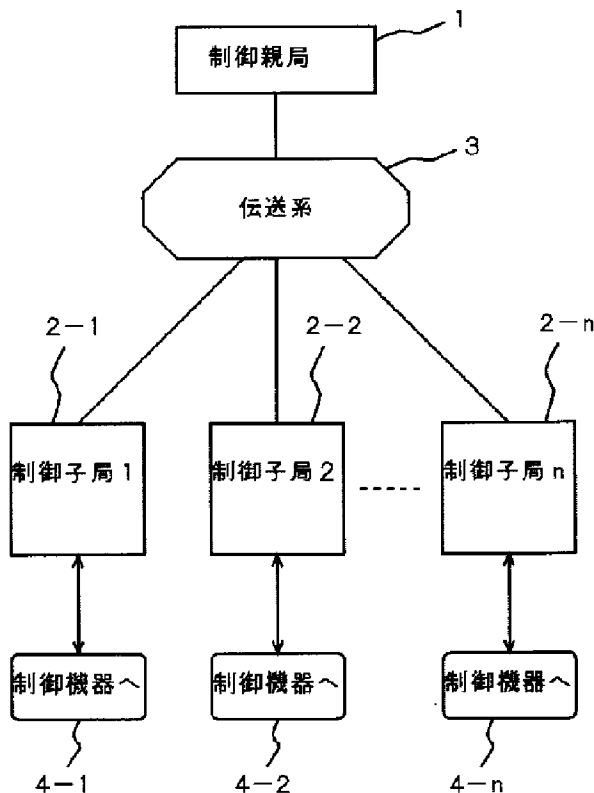 1
制御親局
3
伝送系
2-1
2-2
2-n
制御子局1
制御子局2
制御子局n
制御機器へ
制御機器へ
制御機器へ
4-1
4-2
4-n